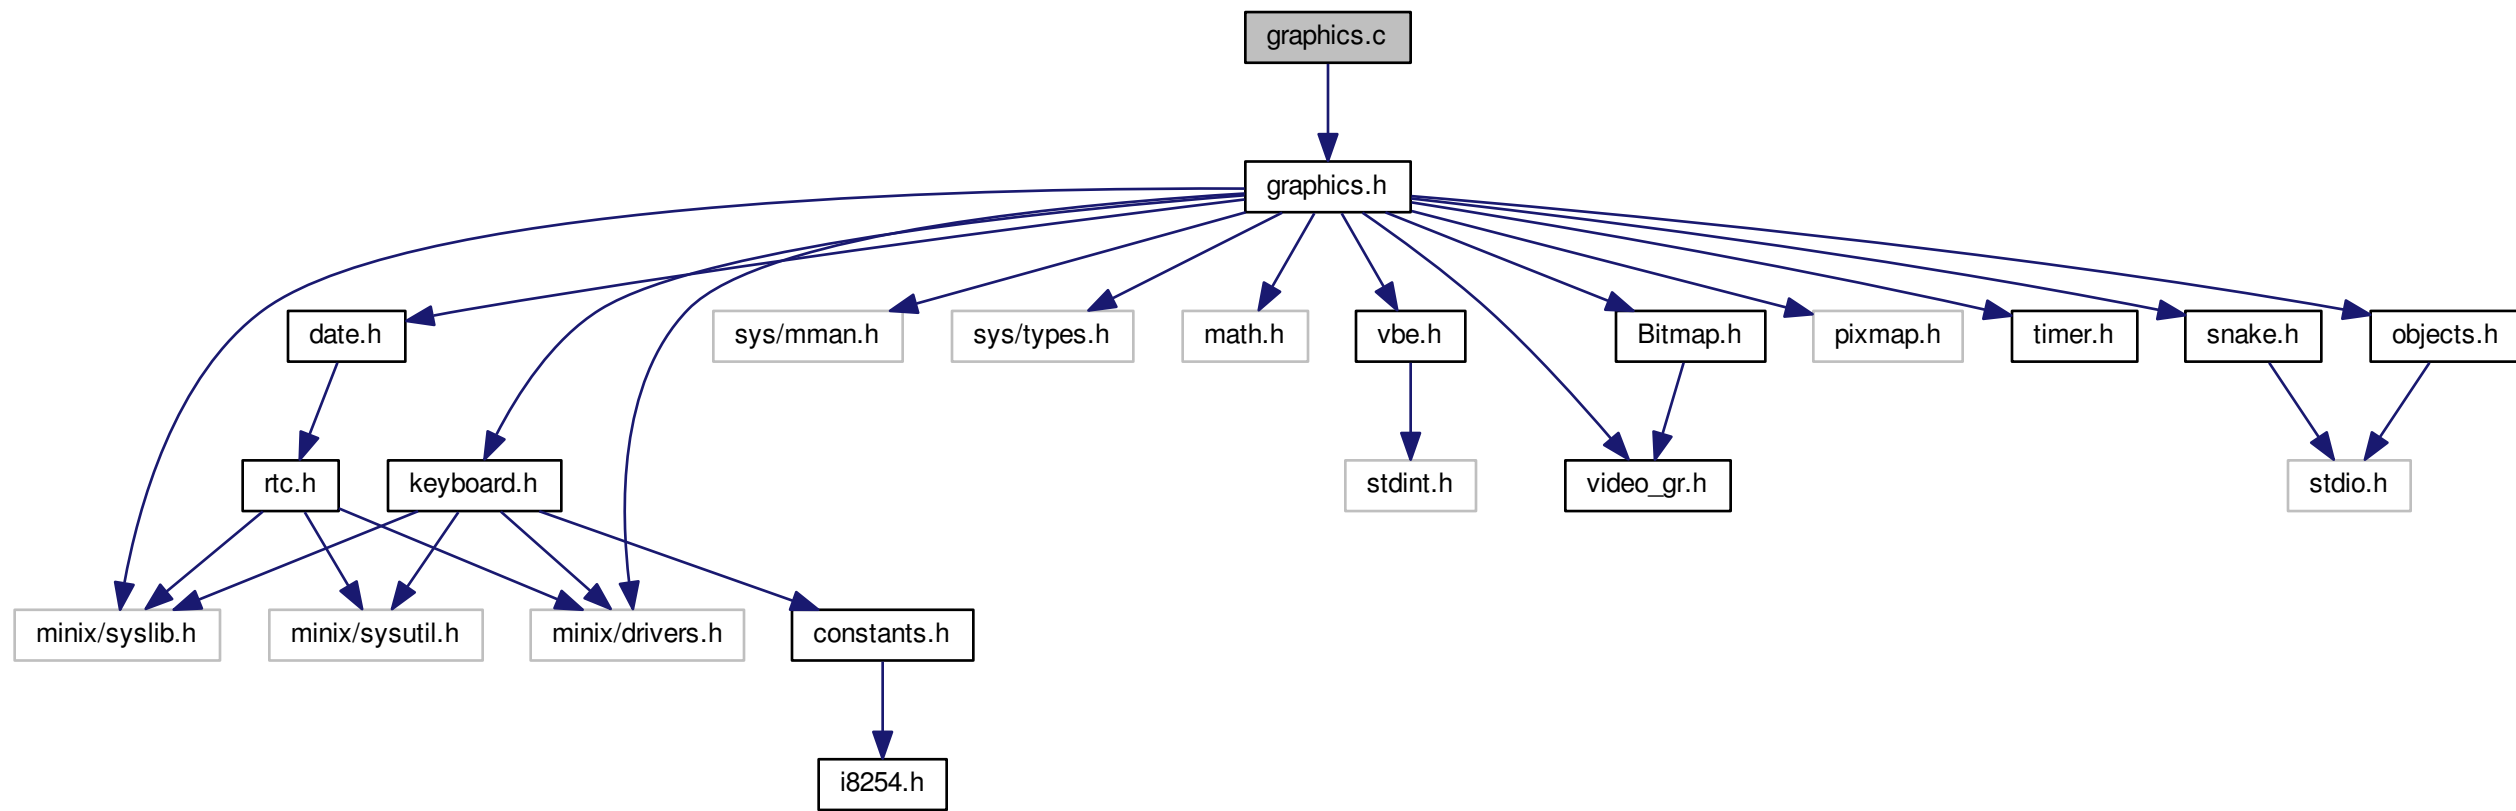 graphics.c
graphics.h
date.h
sys/mman.h
sys/types.h
math.h
vbe.h
Bitmap.h
pixmap.h
timer.h
snake.h
objects.h
rtc.h
keyboard.h
stdint.h
video_gr.h
stdio.h
minix/syslib.h
minix/sysutil.h
minix/drivers.h
constants.h
i8254.h